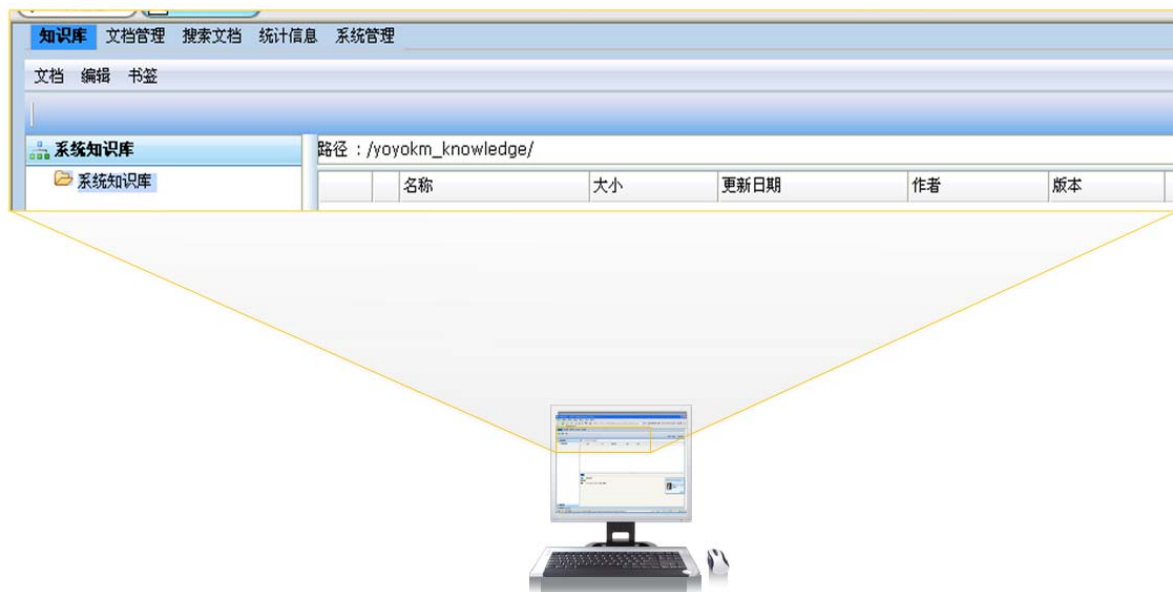 知识库 文档管理 搜索文档 统计信息 系统管理
文档 编辑 书签
系统知识库
路径：/yoyokm_knowledge/
系统知识库
名称 大小 更新日期 作者 版本